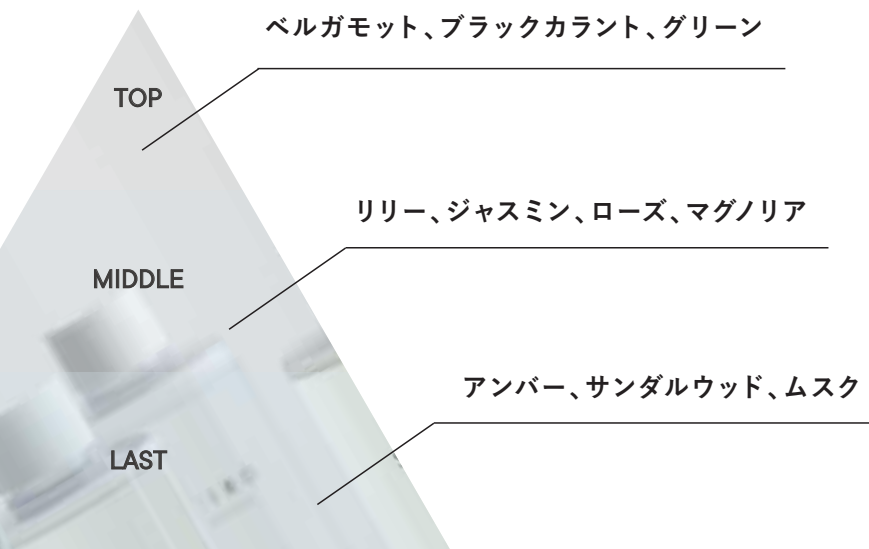 ベルガモット、ブラックカラント、グリーン
TOP
リリー、ジャスミン、ローズ、マグノリア
MIDDLE
アンバー、サンダルウッド、ムスク
LAST